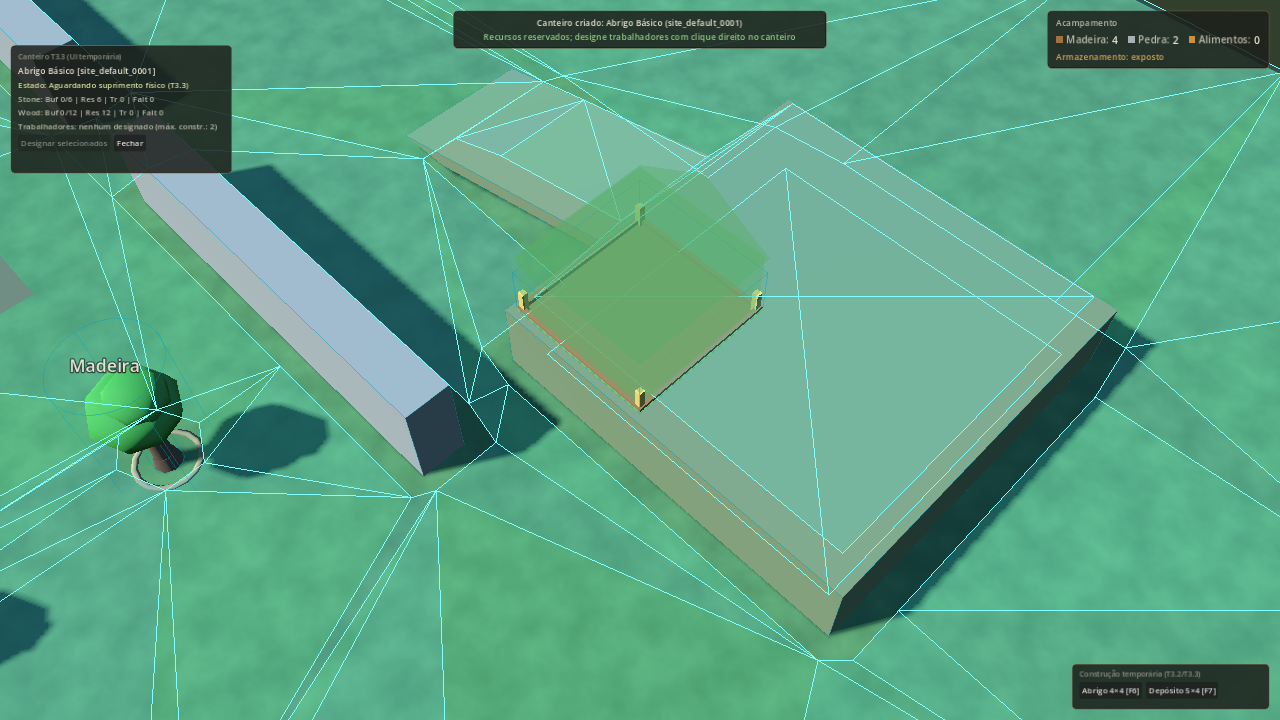 Canteiro criado: Abrigo Básico (site_default_0001)
Recursos reservados; designe trabalhadores com clique direito no canteiro
Acampamento
Madeira: 4 Pedra: 2 Alimentos: 0
Armazenamento: exposto
Canteiro T3.3 (UI temporária)
Abrigo Básico [site_default_0001]
Estado: Aguardando suprimento físico (T3.3)
Stone: Buf 0/6 | Res 6 | Tr 0 | Falt 0
Wood: Buf 0/12 | Res 12 | Tr 0 | Falt 0
Trabalhadores: nenhum designado (máx. constr.: 2)
Designar selecionados Fechar
Madeira
Construção temporária (T3.2/T3.3)
Abrigo 4×4 [F6] Depósito 5×4 [F7]